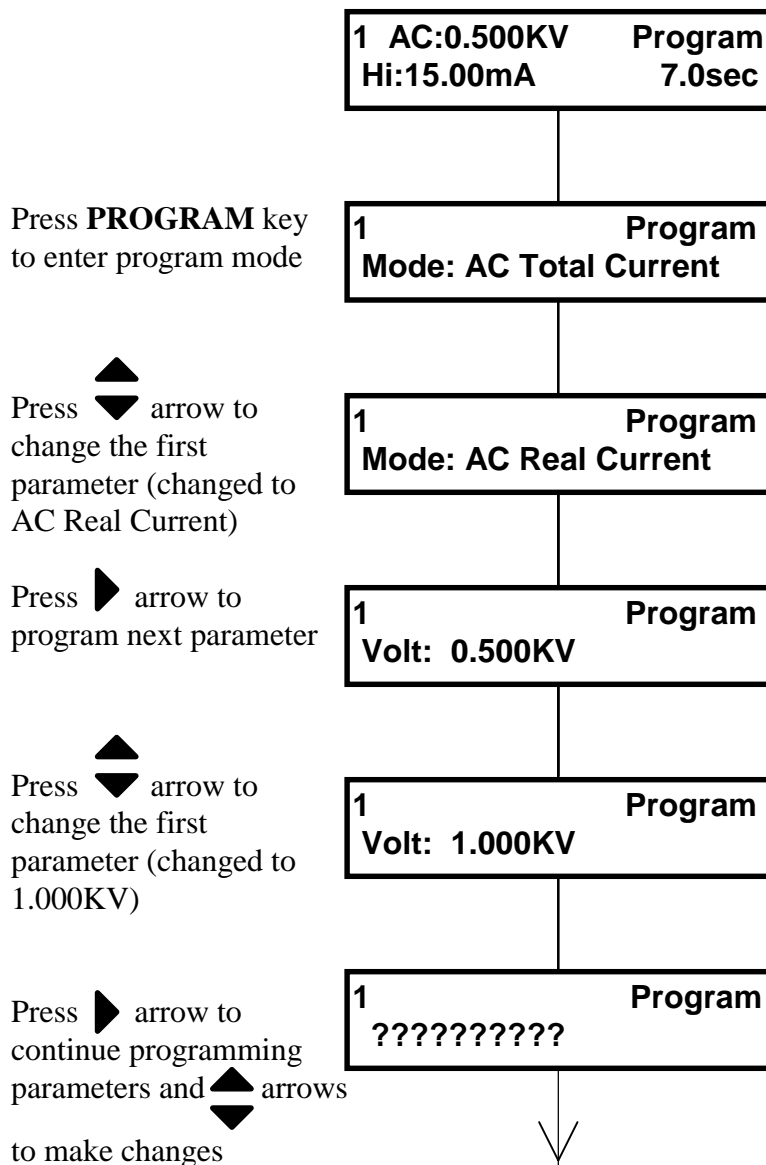 1 AC:0.500KV Program
Hi:15.00mA 7.0sec
Press PROGRAM key
to enter program mode
1 Program
Mode: AC Total Current
Press arrow to
change the first
parameter (changed to
AC Real Current)
1 Program
Mode: AC Real Current
Press arrow to
program next parameter
1 Program
Volt: 0.500KV
Press arrow to
change the first
parameter (changed to
1.000KV)
1 Program
Volt: 1.000KV
Press arrow to
continue programming
parameters and arrows
to make changes
1 Program
??????????